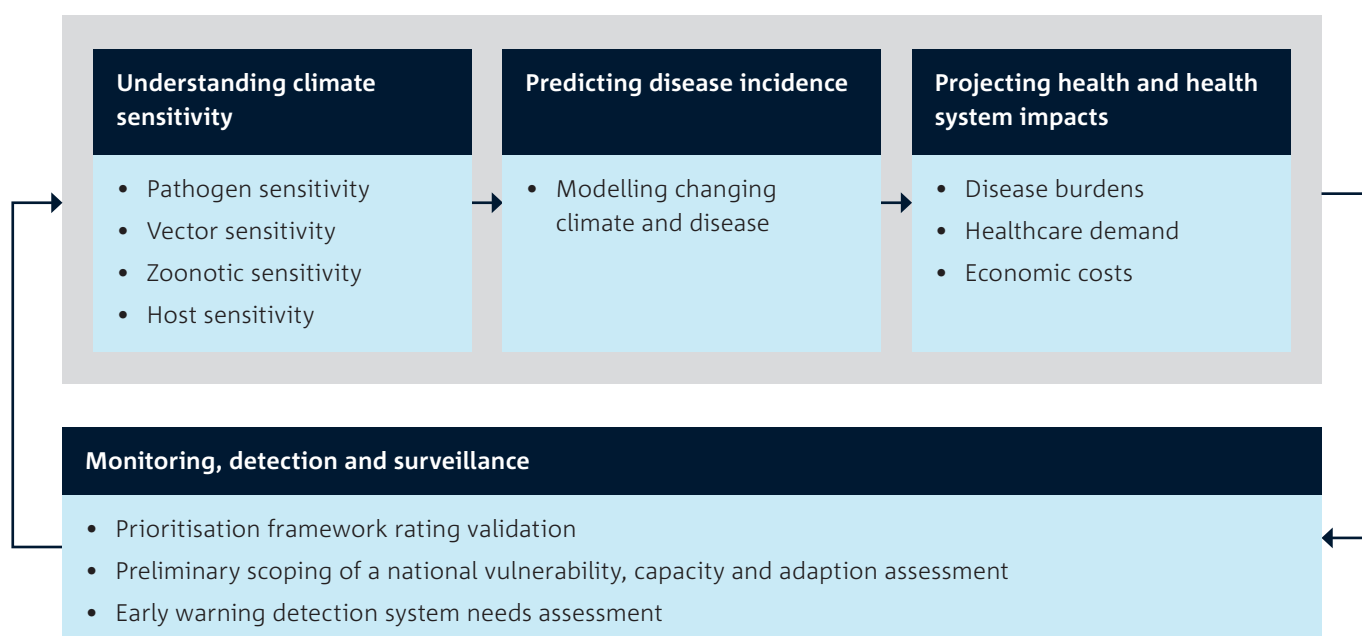 Understanding climate
sensitivity
• Pathogen sensitivity
• Vector sensitivity
• Zoonotic sensitivity
• Host sensitivity
Predicting disease incidence
• Modelling changing
climate and disease
Projecting health and health
system impacts
• Disease burdens
• Healthcare demand
• Economic costs
Monitoring, detection and surveillance
• Prioritisation framework rating validation
• Preliminary scoping of a national vulnerability, capacity and adaption assessment
• Early warning detection system needs assessment